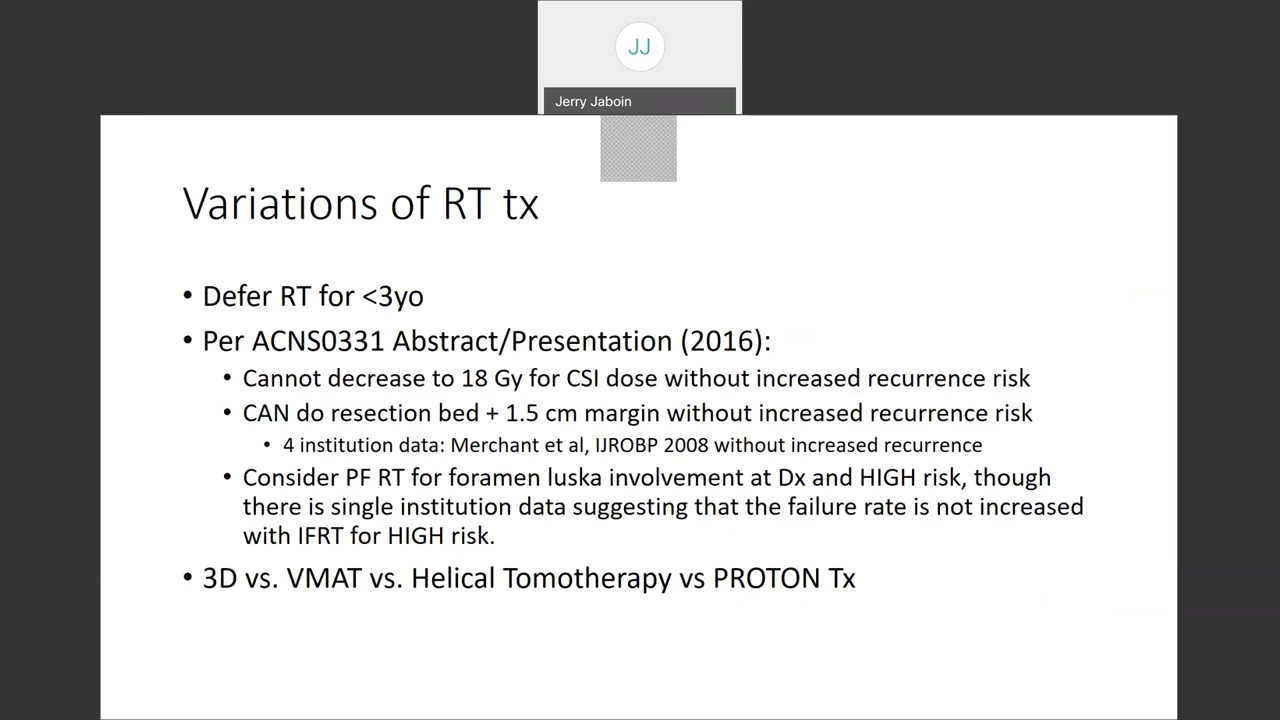 JJ
Jerry Jaboin
Variations of RT tx
• Defer RT for <3yo
• Per ACNS0331 Abstract/Presentation (2016):
• Cannot decrease to 18 Gy for CSI dose without increased recurrence risk
• CAN do resection bed + 1.5 cm margin without increased recurrence risk
• 4 institution data: Merchant et al, IJROBP 2008 without increased recurrence
• Consider PF RT for foramen luska involvement at Dx and HIGH risk, though
there is single institution data suggesting that the failure rate is not increased
with IFRT for HIGH risk.
• 3D vs. VMAT vs. Helical Tomotherapy vs PROTON Tx